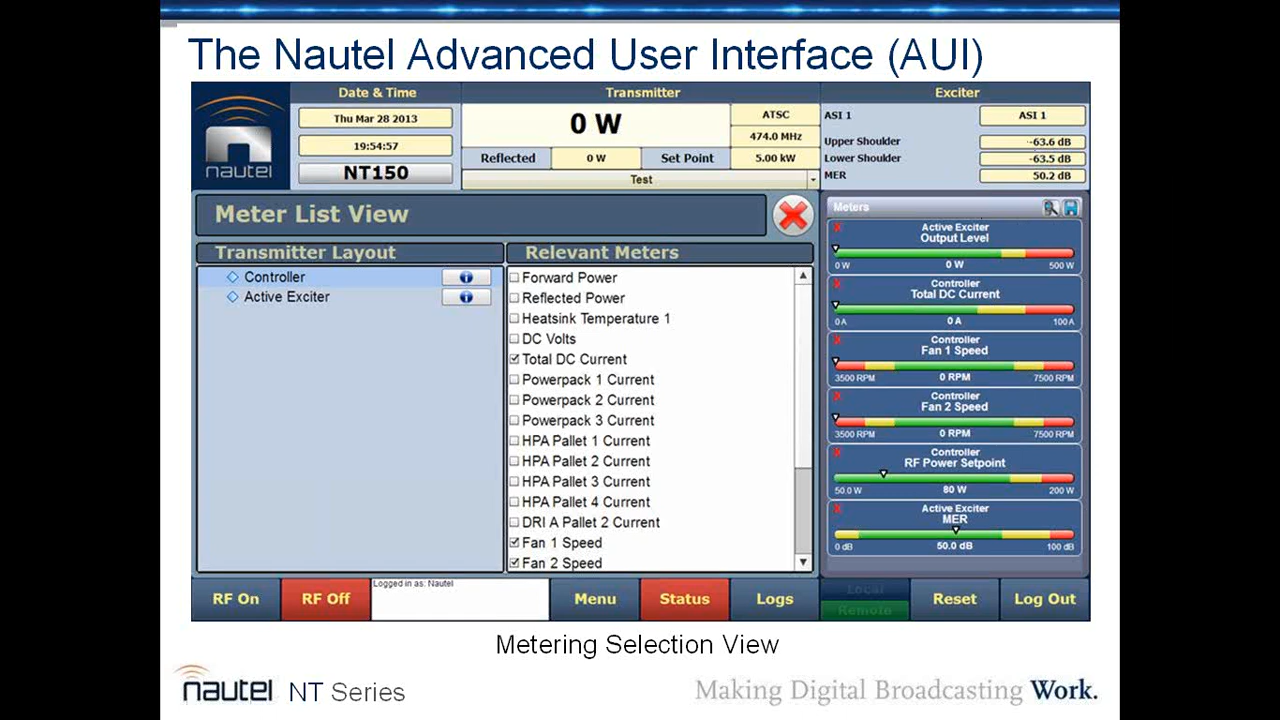 The Nautel Advanced User Interface (AUI)
nautel
Date & Time
Thu Mar 28 2013
19:54:57
NT150
Transmitter
0 W
ATSC
474.0 MHz
Reflected 0 W Set Point 5.00 kW
Test
Exciter
ASI 1 ASI 1
Upper Shoulder -63.6 dB
Lower Shoulder -63.5 dB
MER 50.2 dB
Meter List View
Transmitter Layout
Controller
Active Exciter
Relevant Meters
Forward Power
Reflected Power
Heatsink Temperature 1
DC Volts
Total DC Current
Powerpack 1 Current
Powerpack 2 Current
Powerpack 3 Current
HPA Pallet 1 Current
HPA Pallet 2 Current
HPA Pallet 3 Current
HPA Pallet 4 Current
DRI A Pallet 2 Current
Fan 1 Speed
Fan 2 Speed
Meters
Active Exciter
Output Level
0 W 0 W 500 W
Controller
Total DC Current
0 A 0 A 100 A
Controller
Fan 1 Speed
3500 RPM 0 RPM 7500 RPM
Controller
Fan 2 Speed
3500 RPM 0 RPM 7500 RPM
Controller
RF Power Setpoint
50.0 W 80 W 200 W
Active Exciter
MER
0 dB 50.0 dB 100 dB
RF On
RF Off
Logged in as: Nautel
Menu
Status
Logs
Local
Remote
Reset
Log Out
Metering Selection View
nautel NT Series
Making Digital Broadcasting Work.